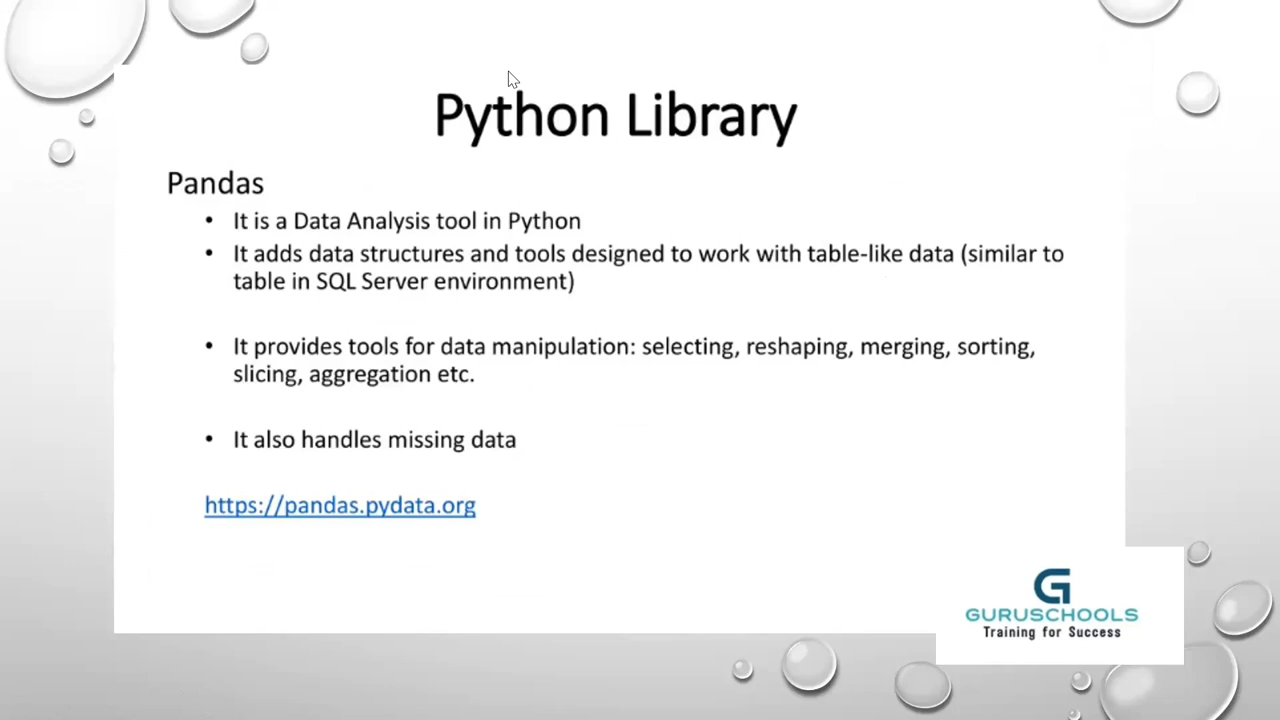 Python Library
Pandas
• It is a Data Analysis tool in Python
• It adds data structures and tools designed to work with table-like data (similar to
table in SQL Server environment)
• It provides tools for data manipulation: selecting, reshaping, merging, sorting,
slicing, aggregation etc.
• It also handles missing data
https://pandas.pydata.org
GURUSCHOOLS
Training for Success